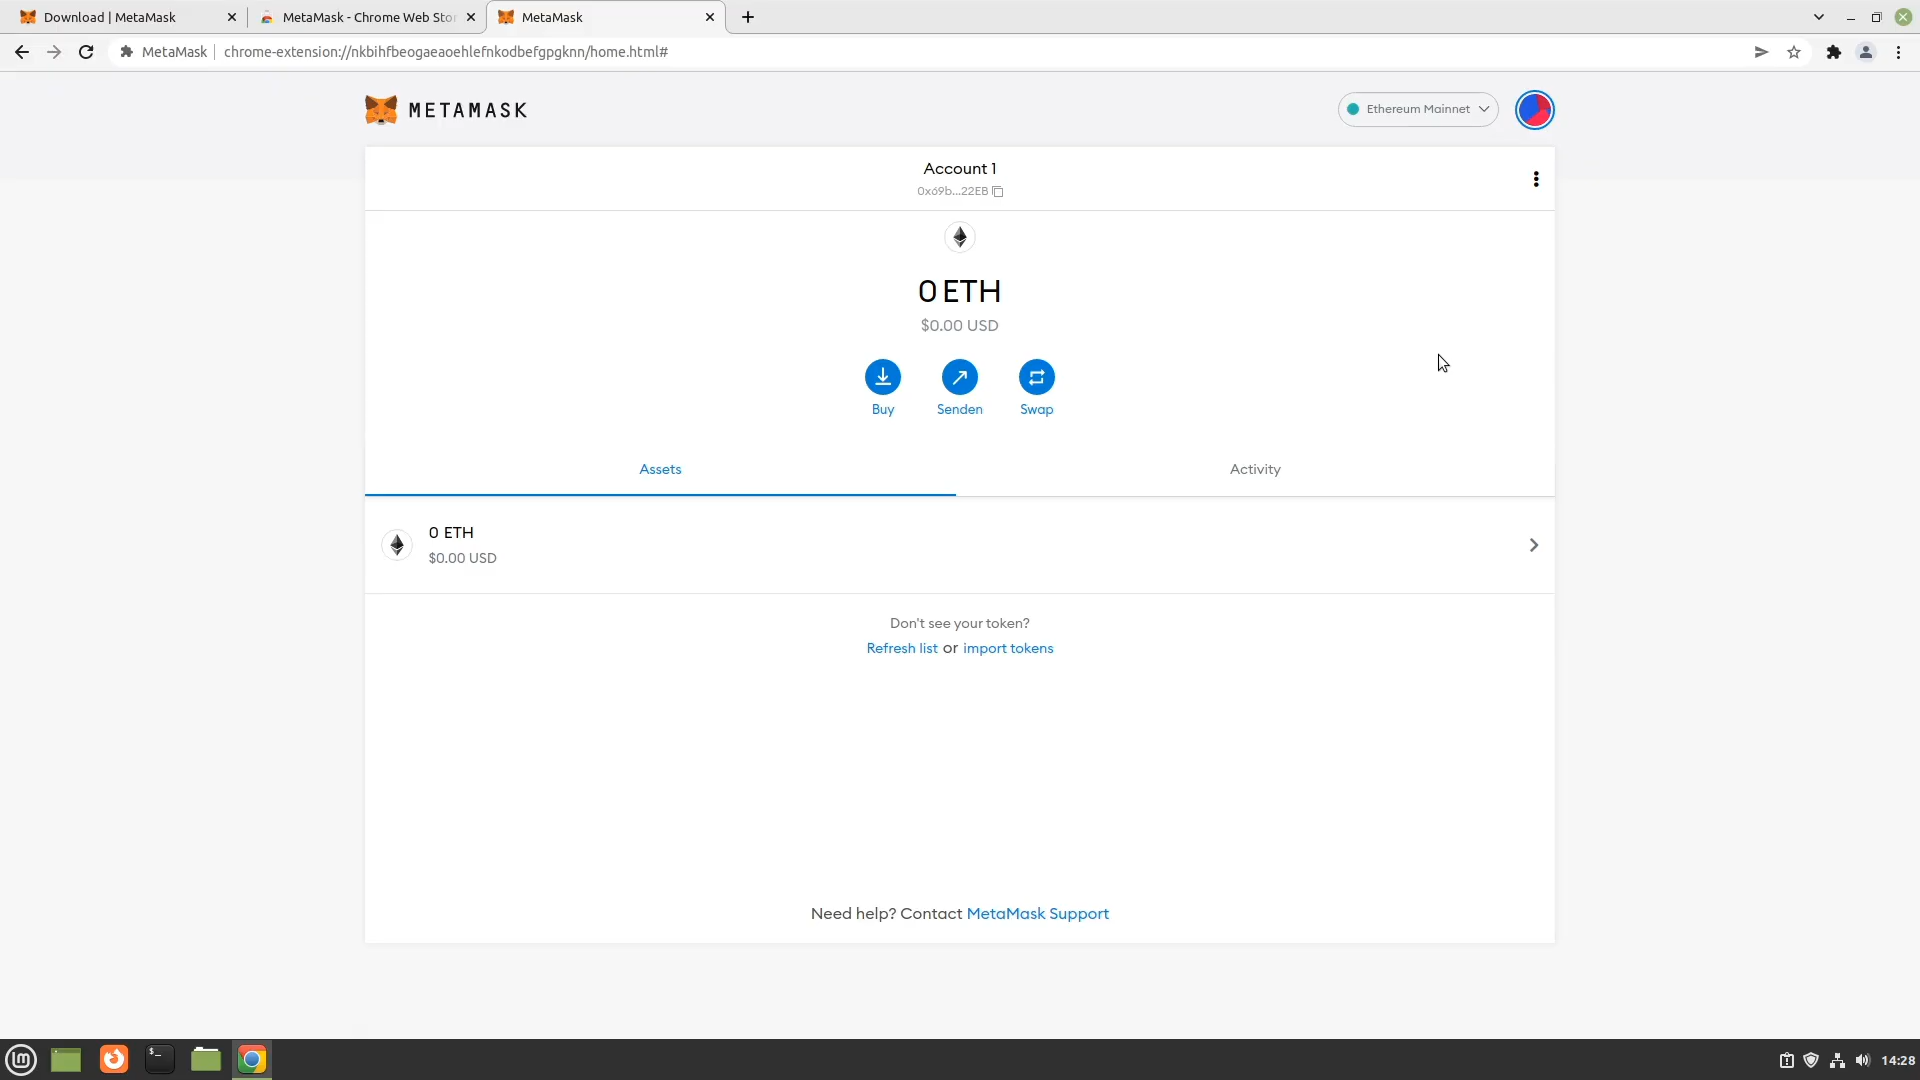 Download | MetaMask
MetaMask - Chrome Web Stor
MetaMask
MetaMask
chrome-extension://nkbihfbeogaeaoehlefnkodbefgpgknn/home.html#
METAMASK
Ethereum Mainnet
Account 1
0x69b...22EB
0 ETH
$0.00 USD
Buy
Senden
Swap
Assets
Activity
0 ETH
$0.00 USD
Don't see your token?
Refresh list or import tokens
Need help? Contact MetaMask Support
14:28